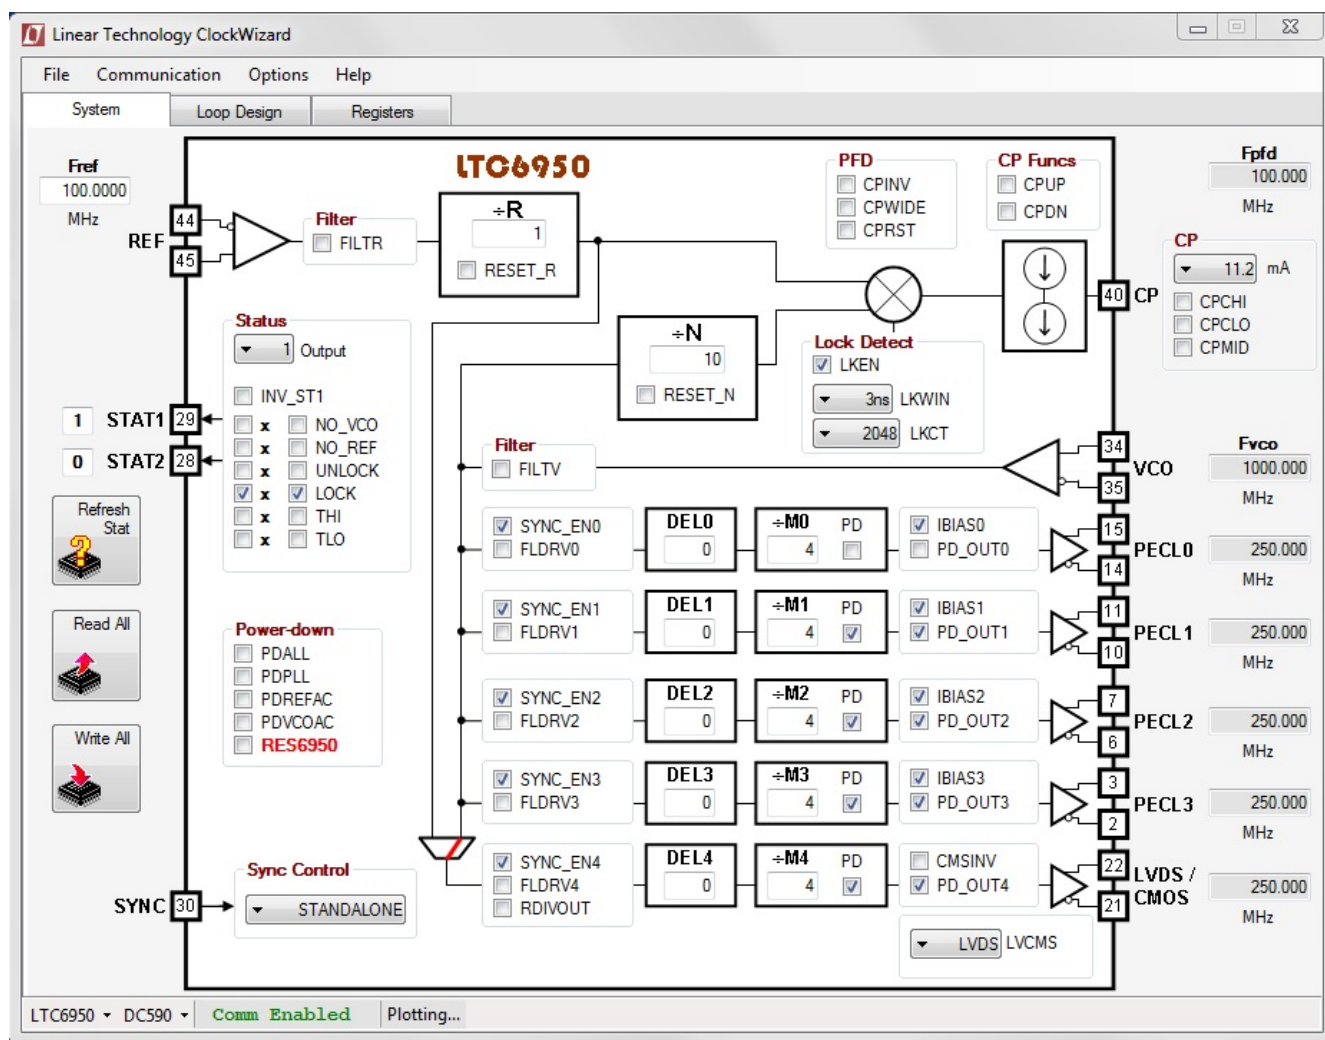 Linear Technology ClockWizard
File Communication Options Help
System Loop Design Registers
LTC6950
Fref
100.0000
MHz
REF
44
45
Filter
FILTR
÷R
1
RESET_R
PFD
CPINV
CPWIDE
CPRST
CP Funcs
CPUP
CPDN
Fpfd
100.000
MHz
CP
11.2 mA
CPCHI
CPCLO
CPMID
40 CP
Status
1 Output
INV_ST1
x NO_VCO
x NO_REF
x UNLOCK
x LOCK
x THI
x TLO
÷N
10
RESET_N
Lock Detect
LKEN
3ns LKWIN
2048 LKCT
1 STAT1 29
0 STAT2 28
Filter
FILTV
34
35
VCO
Fvco
1000.000
MHz
Refresh
Stat
Read All
Write All
SYNC_EN0
FLDRV0
DEL0
0
÷M0 PD
4
IBIAS0
PD_OUT0
15
14
PECL0
250.000
MHz
SYNC_EN1
FLDRV1
DEL1
0
÷M1 PD
4
IBIAS1
PD_OUT1
11
10
PECL1
250.000
MHz
Power-down
PDALL
PDPLL
PDREFAC
PDVCOAC
RES6950
SYNC_EN2
FLDRV2
DEL2
0
÷M2 PD
4
IBIAS2
PD_OUT2
7
6
PECL2
250.000
MHz
SYNC_EN3
FLDRV3
DEL3
0
÷M3 PD
4
IBIAS3
PD_OUT3
3
2
PECL3
250.000
MHz
SYNC_EN4
FLDRV4
RDIVOUT
DEL4
0
÷M4 PD
4
CMSINV
PD_OUT4
22
21
LVDS /
CMOS
250.000
MHz
LVDS LVCMS
Sync Control
STANDALONE
SYNC 30
LTC6950 DC590 Comm Enabled Plotting...